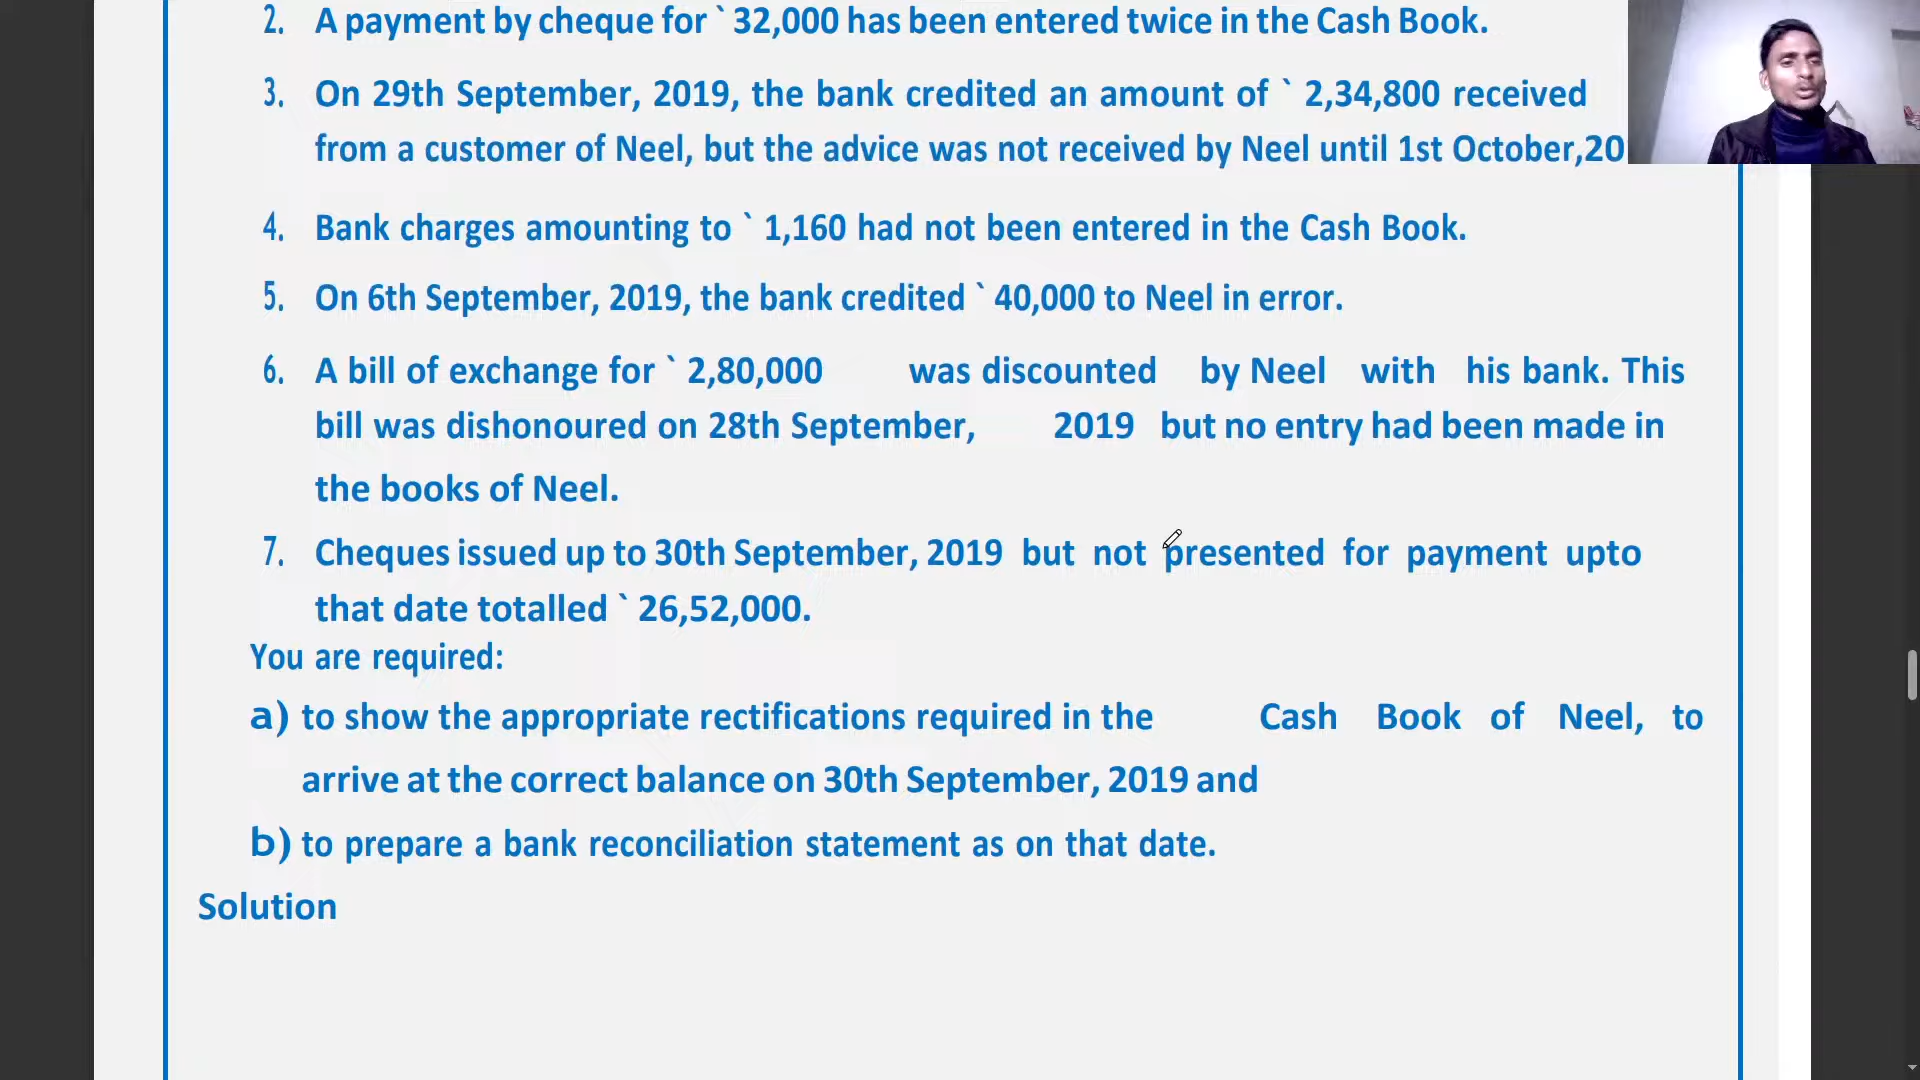 2. A payment by cheque for ` 32,000 has been entered twice in the Cash Book.
3. On 29th September, 2019, the bank credited an amount of ` 2,34,800 received
from a customer of Neel, but the advice was not received by Neel until 1st October,20
4. Bank charges amounting to ` 1,160 had not been entered in the Cash Book.
5. On 6th September, 2019, the bank credited ` 40,000 to Neel in error.
6. A bill of exchange for ` 2,80,000 was discounted by Neel with his bank. This
bill was dishonoured on 28th September, 2019 but no entry had been made in
the books of Neel.
7. Cheques issued up to 30th September, 2019 but not presented for payment upto
that date totalled ` 26,52,000.
You are required:
a) to show the appropriate rectifications required in the Cash Book of Neel, to
arrive at the correct balance on 30th September, 2019 and
b) to prepare a bank reconciliation statement as on that date.
Solution